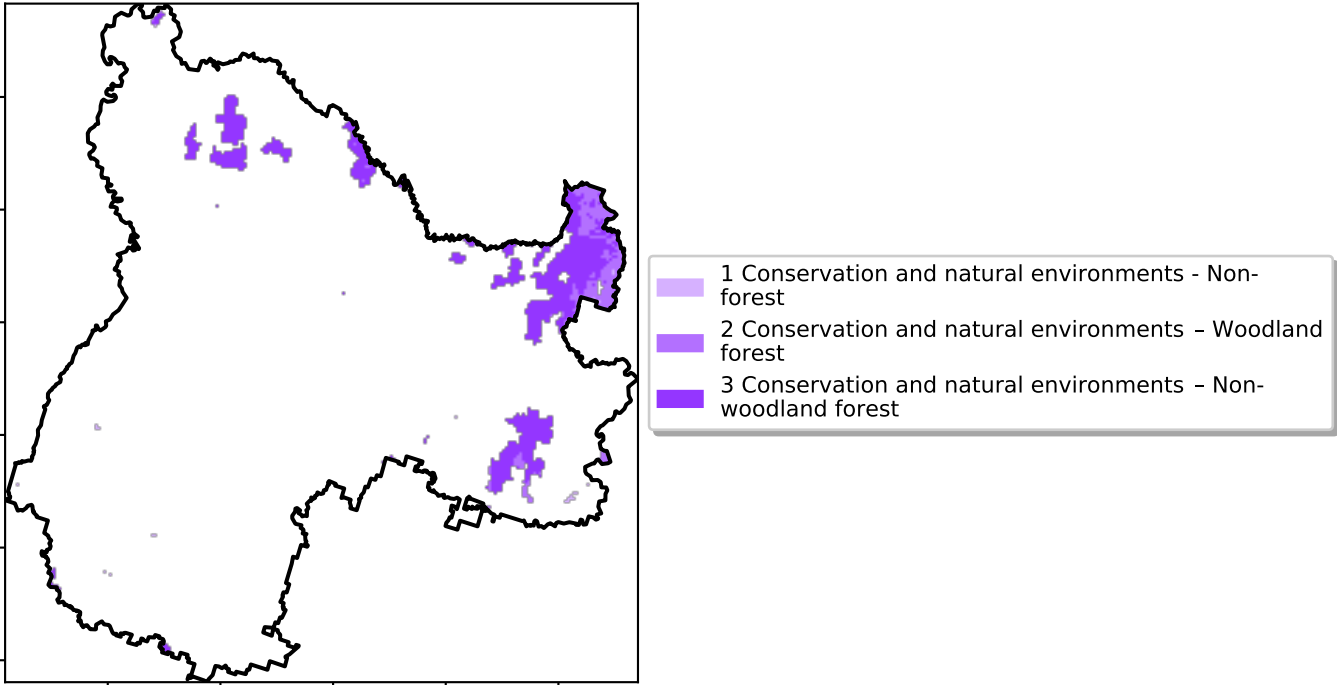 1 Conservation and natural environments - Non-
forest
2 Conservation and natural environments – Woodland
forest
3 Conservation and natural environments – Non-
woodland forest